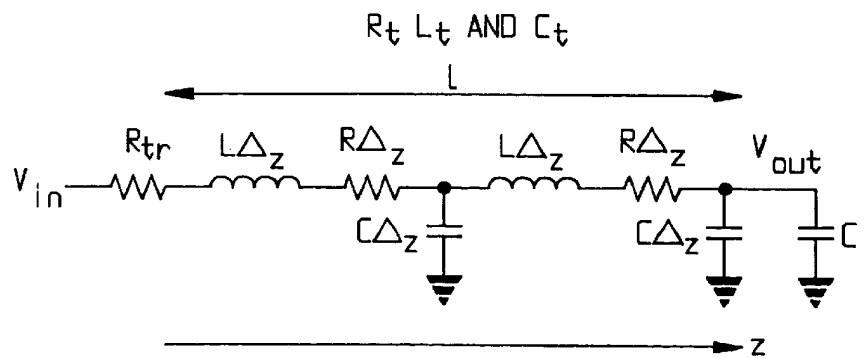 Rt Lt AND Ct
l
Rtr
LΔz
RΔz
LΔz
RΔz
Vout
Vin
CΔz
CΔz
C
z